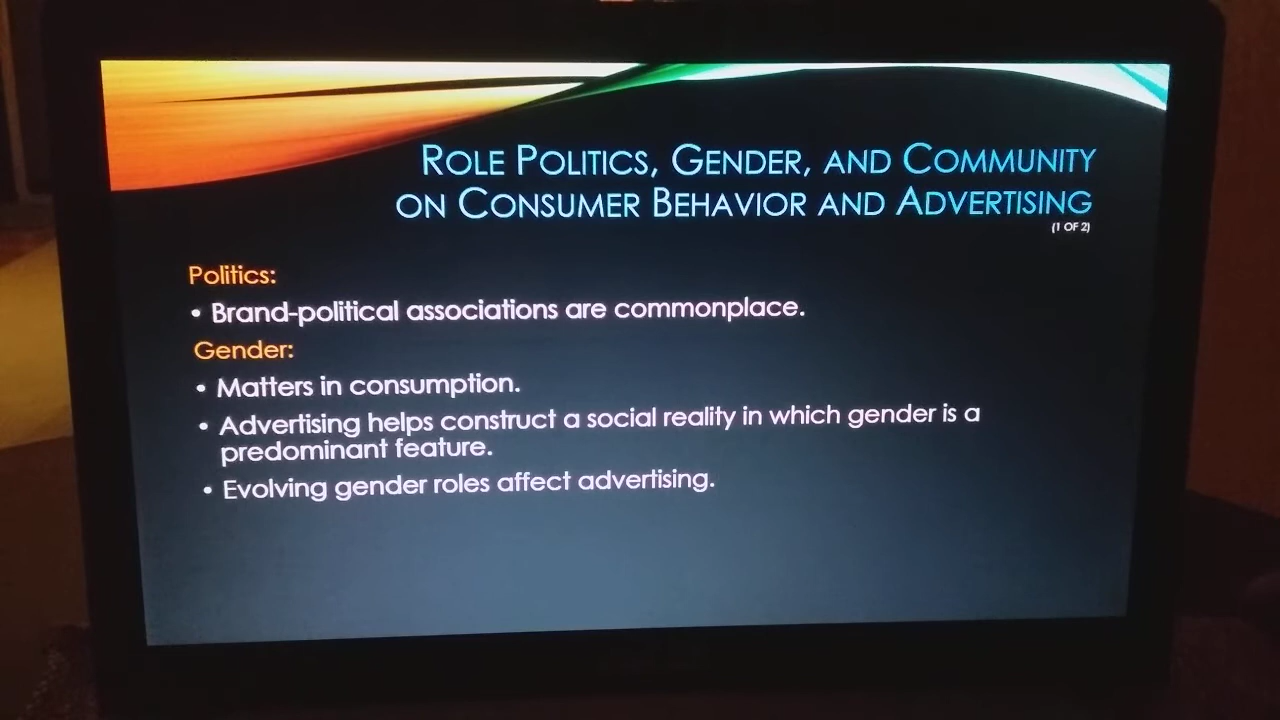 ROLE POLITICS, GENDER, AND COMMUNITY
ON CONSUMER BEHAVIOR AND ADVERTISING
(1 OF 2)
Politics:
• Brand-political associations are commonplace.
Gender:
• Matters in consumption.
• Advertising helps construct a social reality in which gender is a
predominant feature.
• Evolving gender roles affect advertising.